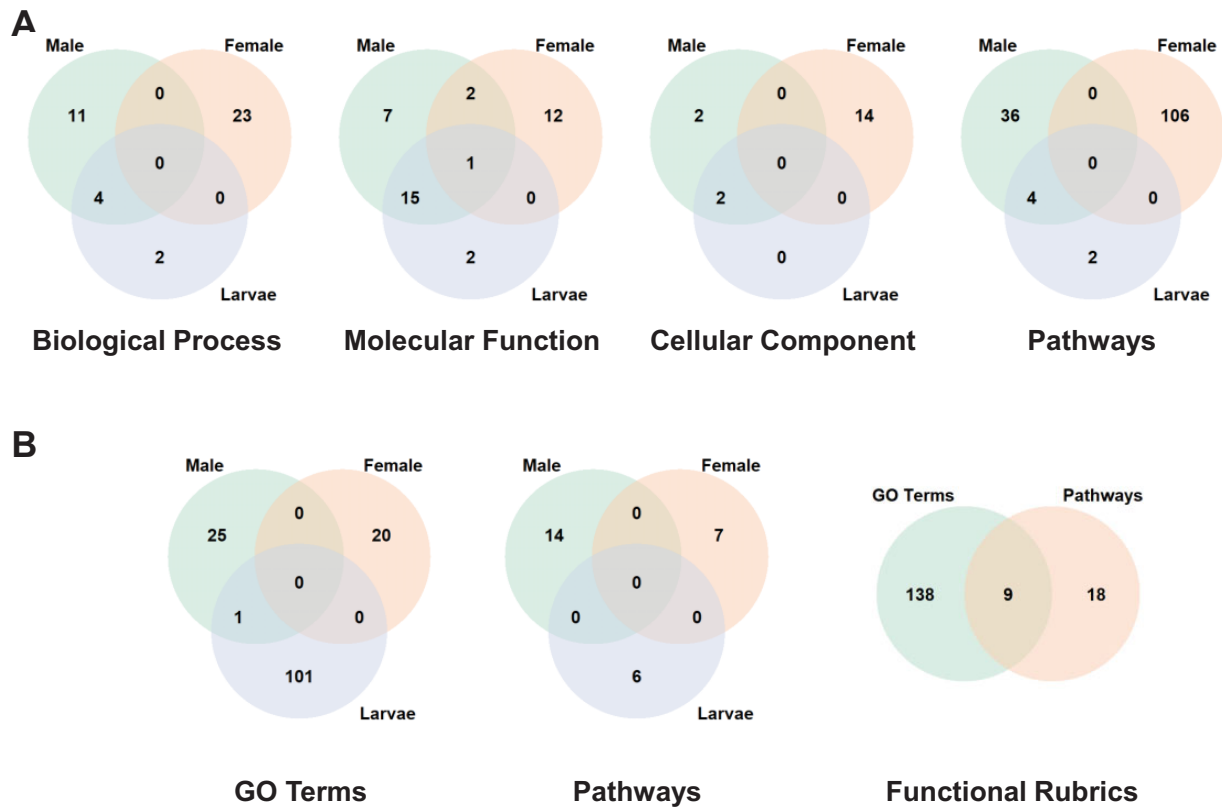 A
Male Female Male Female Male Female Male Female
0 2 0 0
11 23 7 12 2 14 36 106
0 1 0 0
4 0 15 0 2 0 4 0
2 2 0 2
Larvae Larvae Larvae Larvae
Biological Process Molecular Function Cellular Component Pathways
B
Male Female Male Female
GO Terms Pathways
0 0
25 20 14 7
0 0
138 9 18
1 0 0 0
101 6
Larvae Larvae
GO Terms Pathways Functional Rubrics